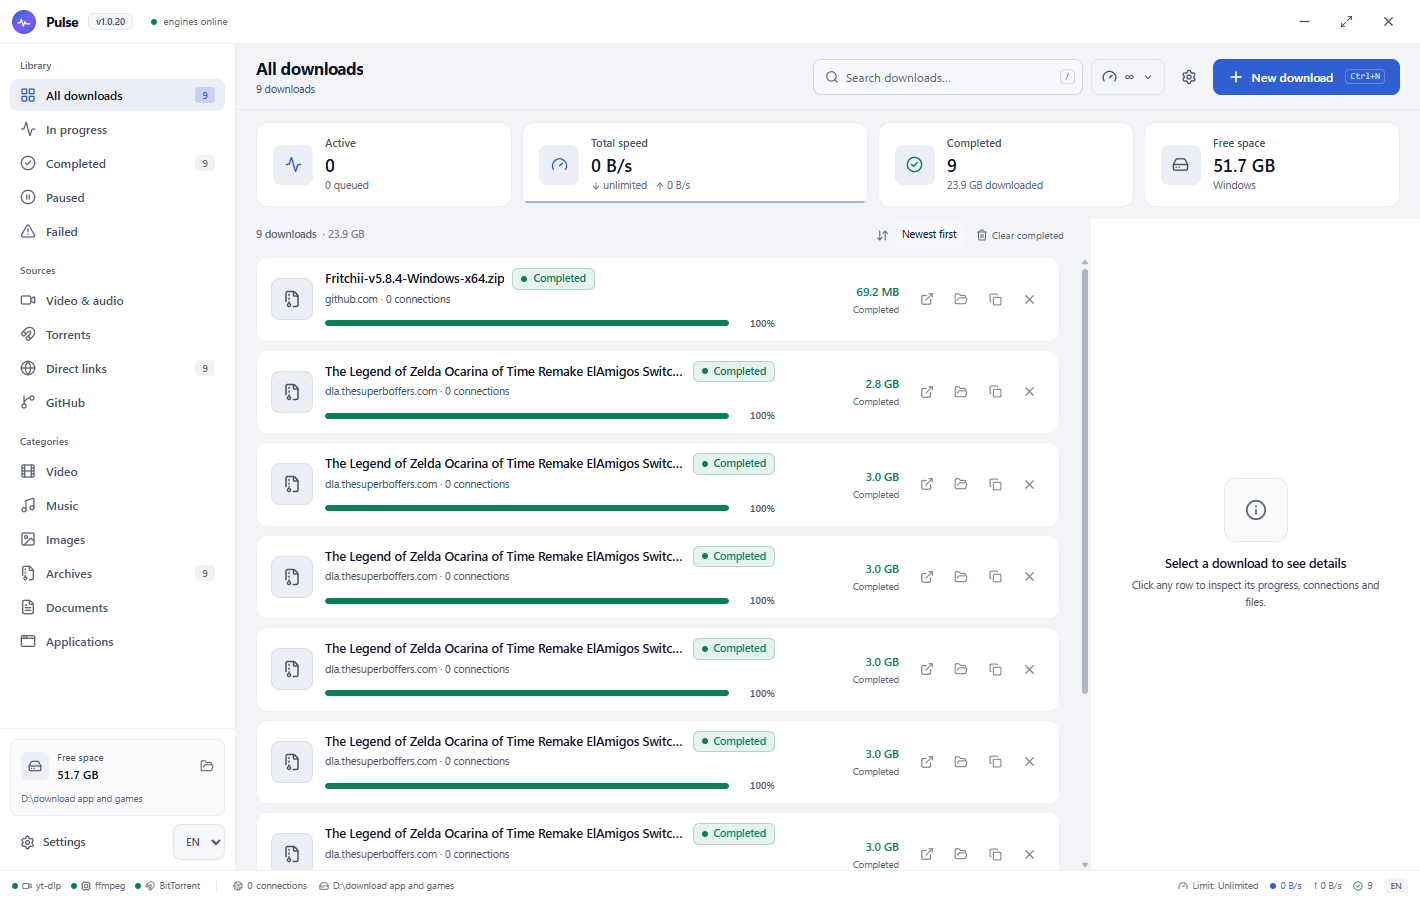 Pulse v1.0.20 engines online
Library
All downloads 9
In progress
Completed 9
Paused
Failed
Sources
Video & audio
Torrents
Direct links 9
GitHub
Categories
Video
Music
Images
Archives 9
Documents
Applications
Free space
51.7 GB
D:\download app and games
Settings
EN
All downloads
9 downloads
Search downloads... /
∞
New download Ctrl+N
Active
0
0 queued
Total speed
0 B/s
↓ unlimited ↑ 0 B/s
Completed
9
23.9 GB downloaded
Free space
51.7 GB
Windows
9 downloads · 23.9 GB
Newest first
Clear completed
Fritchii-v5.8.4-Windows-x64.zip Completed
github.com · 0 connections
100%
69.2 MB
Completed
The Legend of Zelda Ocarina of Time Remake ElAmigos Switc... Completed
dla.thesuperboffers.com · 0 connections
100%
2.8 GB
Completed
The Legend of Zelda Ocarina of Time Remake ElAmigos Switc... Completed
dla.thesuperboffers.com · 0 connections
100%
3.0 GB
Completed
The Legend of Zelda Ocarina of Time Remake ElAmigos Switc... Completed
dla.thesuperboffers.com · 0 connections
100%
3.0 GB
Completed
The Legend of Zelda Ocarina of Time Remake ElAmigos Switc... Completed
dla.thesuperboffers.com · 0 connections
100%
3.0 GB
Completed
The Legend of Zelda Ocarina of Time Remake ElAmigos Switc... Completed
dla.thesuperboffers.com · 0 connections
100%
3.0 GB
Completed
The Legend of Zelda Ocarina of Time Remake ElAmigos Switc... Completed
dla.thesuperboffers.com · 0 connections
3.0 GB
Completed
Select a download to see details
Click any row to inspect its progress, connections and
files.
yt-dlp ffmpeg BitTorrent 0 connections D:\download app and games
Limit: Unlimited 0 B/s ↑ 0 B/s 9 EN